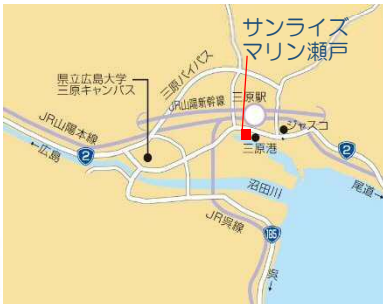 サンライズ
マリン瀬戸
県立広島大学
三原キャンパス
三原バイパス
JR山陽新幹線
三原駅
ジャスコ
JR山陽本線
←広島
2
三原港
2
尾道→
沼田川
JR呉線
185
呉
↓